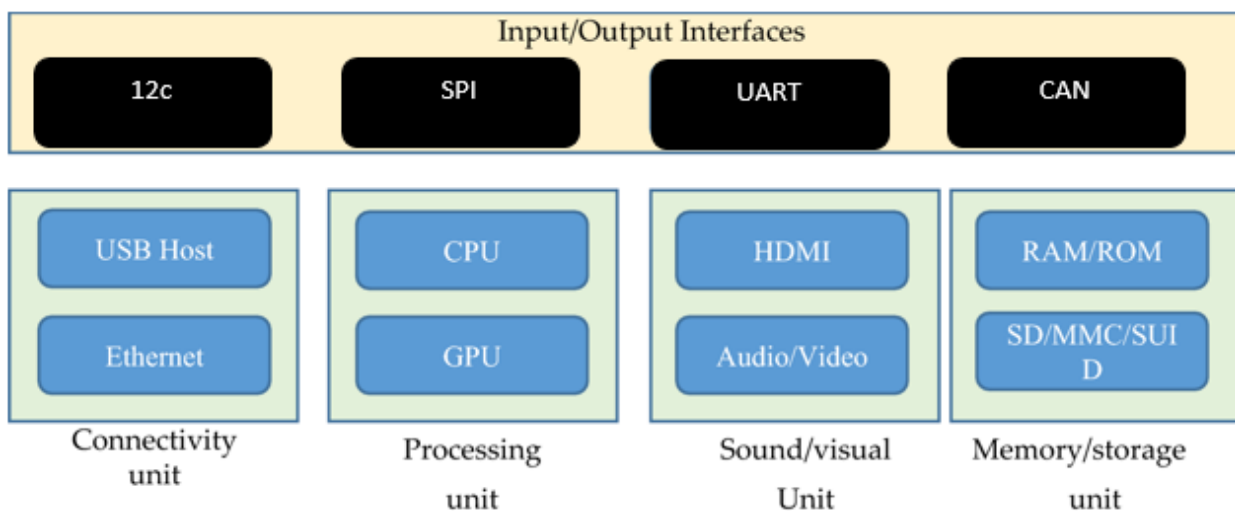 Input/Output Interfaces
12c
SPI
UART
CAN
USB Host
Ethernet
Connectivity
unit
CPU
GPU
Processing
unit
HDMI
Audio/Video
Sound/visual
Unit
RAM/ROM
SD/MMC/SUI
D
Memory/storage
unit